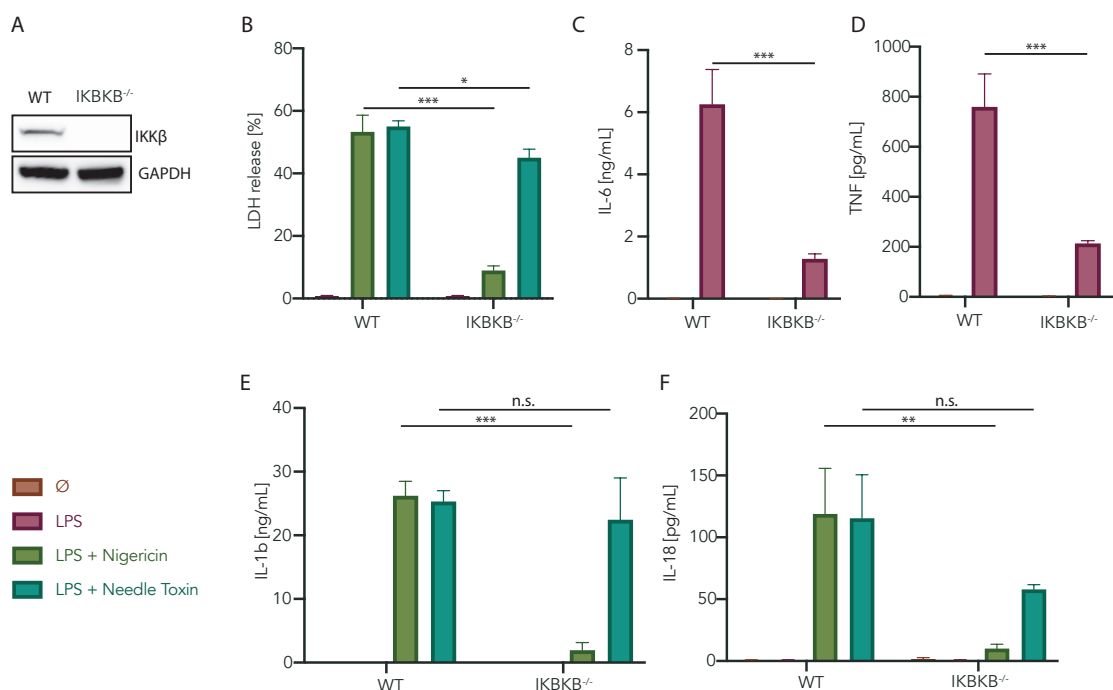 A
WT IKBKB-/-
IKKβ
GAPDH
B
LDH release [%]
80
60
40
20
0
*
***
WT IKBKB-/-
C
IL-6 [ng/mL]
8
6
4
2
0
***
WT IKBKB-/-
D
TNF [pg/mL]
1000
800
600
400
200
0
***
WT IKBKB-/-
E
IL-1b [ng/mL]
40
30
20
10
0
n.s.
***
WT IKBKB-/-
F
IL-18 [pg/mL]
200
150
100
50
0
n.s.
**
WT IKBKB-/-
Ø
LPS
LPS + Nigericin
LPS + Needle Toxin